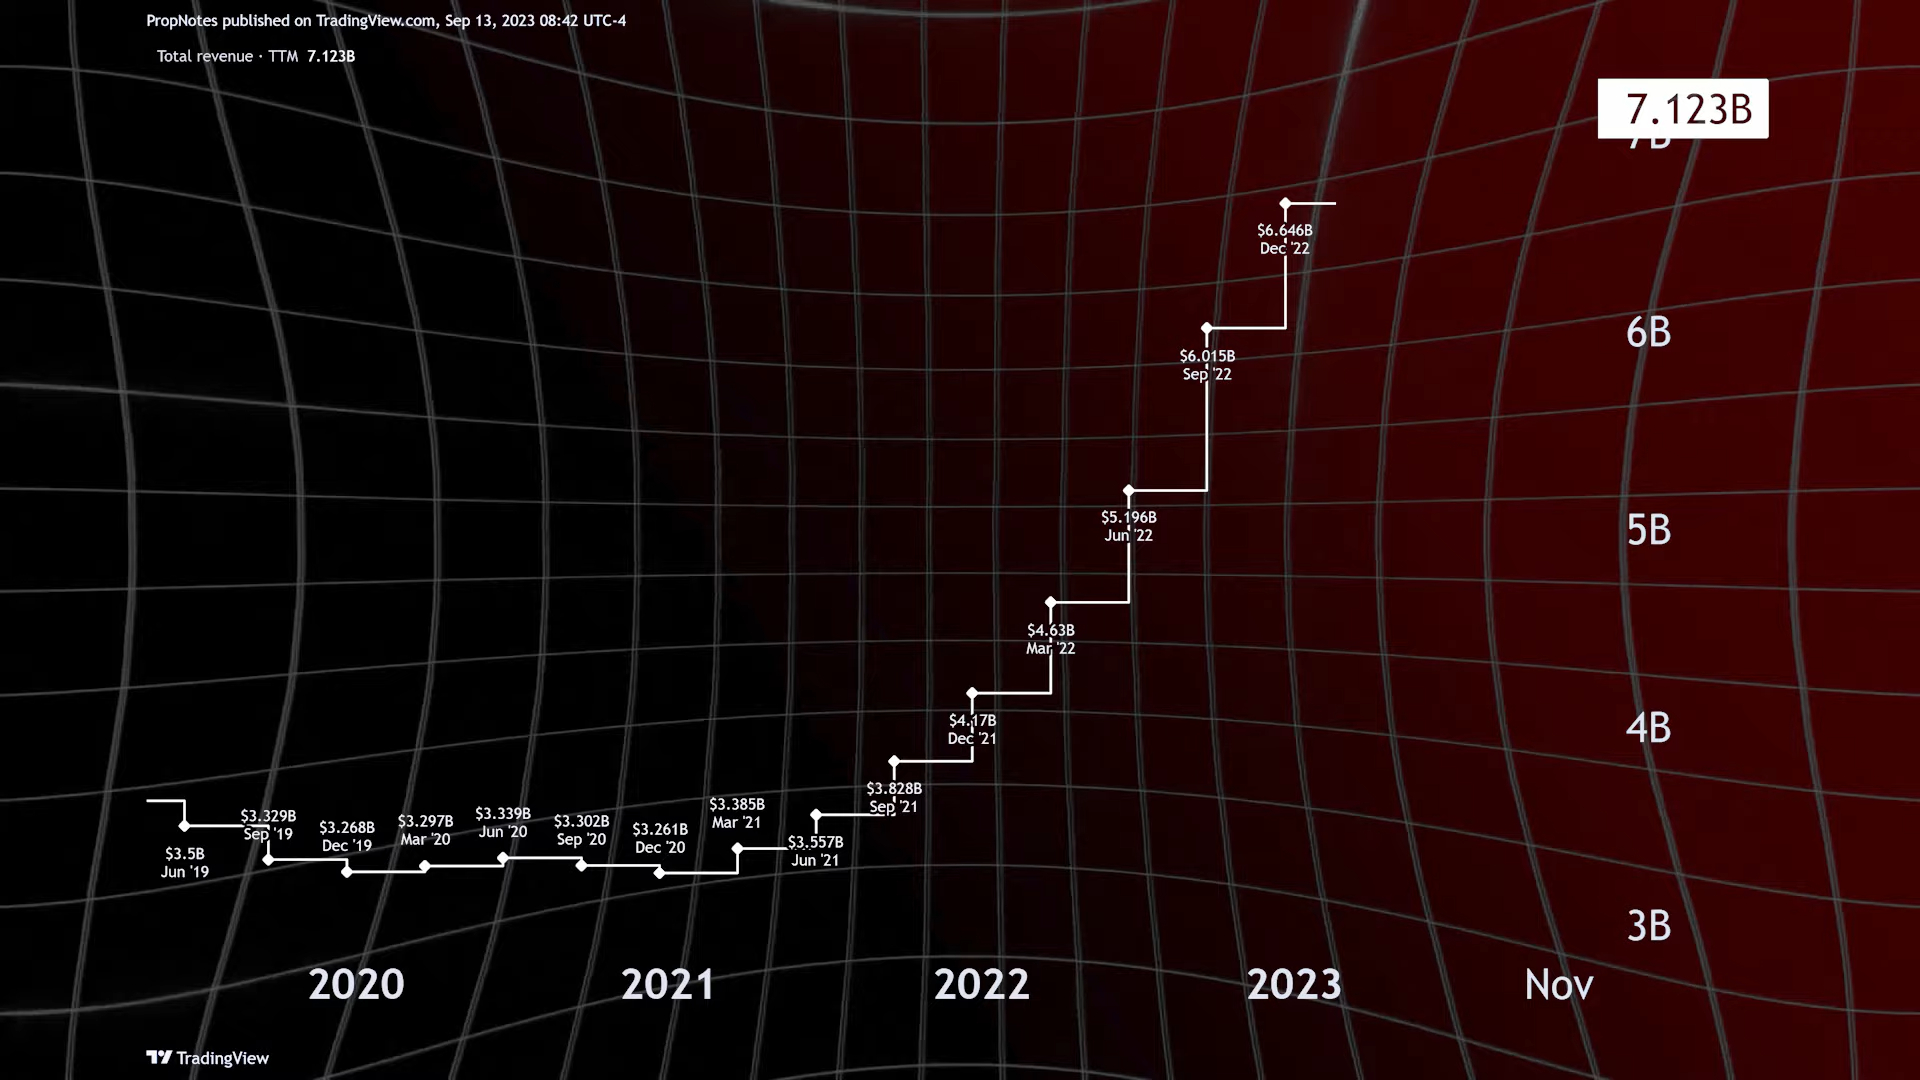 PropNotes published on TradingView.com, Sep 13, 2023 08:42 UTC-4
Total revenue · TTM 7.123B
7.123B
7B
$6.646B
Dec '22
6B
$6.015B
Sep '22
$5.196B
Jun '22
5B
$4.63B
Mar '22
$4.17B
Dec '21
4B
$3.828B
Sep '21
$3.5B
Jun '19
$3.329B
Sep '19
$3.268B
Dec '19
$3.297B
Mar '20
$3.339B
Jun '20
$3.302B
Sep '20
$3.261B
Dec '20
$3.385B
Mar '21
$3.557B
Jun '21
3B
2020
2021
2022
2023
Nov
TradingView